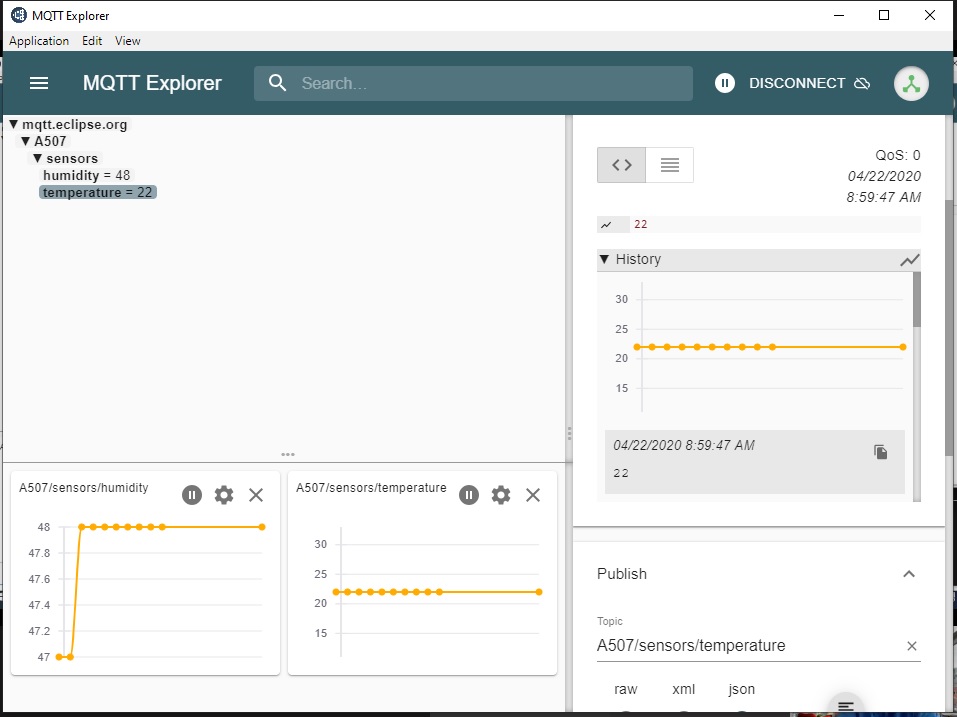 MQTT Explorer
Application Edit View
MQTT Explorer
Search...
DISCONNECT
▼ mqtt.eclipse.org
▼ A507
▼ sensors
humidity = 48
temperature = 22
QoS: 0
04/22/2020
8:59:47 AM
22
▼ History
30
25
20
15
04/22/2020 8:59:47 AM
22
A507/sensors/humidity
48
47.8
47.6
47.4
47.2
47
A507/sensors/temperature
30
25
20
15
Publish
Topic
A507/sensors/temperature
raw xml json